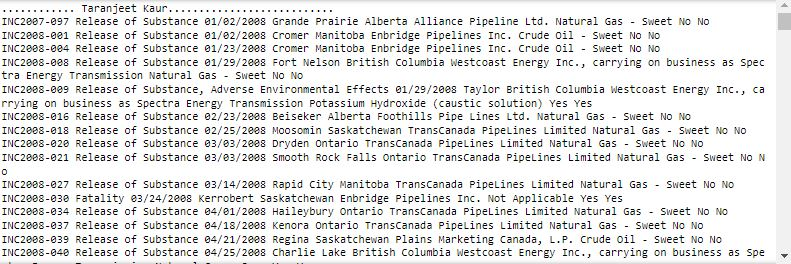 ............ Taranjeet Kaur...........................
INC2007-097 Release of Substance 01/02/2008 Grande Prairie Alberta Alliance Pipeline Ltd. Natural Gas - Sweet No No
INC2008-001 Release of Substance 01/02/2008 Cromer Manitoba Enbridge Pipelines Inc. Crude Oil - Sweet No No
INC2008-004 Release of Substance 01/23/2008 Cromer Manitoba Enbridge Pipelines Inc. Crude Oil - Sweet No No
INC2008-008 Release of Substance 01/29/2008 Fort Nelson British Columbia Westcoast Energy Inc., carrying on business as Spec
tra Energy Transmission Natural Gas - Sweet No No
INC2008-009 Release of Substance, Adverse Environmental Effects 01/29/2008 Taylor British Columbia Westcoast Energy Inc., ca
rrying on business as Spectra Energy Transmission Potassium Hydroxide (caustic solution) Yes Yes
INC2008-016 Release of Substance 02/23/2008 Beiseker Alberta Foothills Pipe Lines Ltd. Natural Gas - Sweet No No
INC2008-018 Release of Substance 02/25/2008 Moosomin Saskatchewan TransCanada PipeLines Limited Natural Gas - Sweet No No
INC2008-020 Release of Substance 03/03/2008 Dryden Ontario TransCanada PipeLines Limited Natural Gas - Sweet No No
INC2008-021 Release of Substance 03/03/2008 Smooth Rock Falls Ontario TransCanada PipeLines Limited Natural Gas - Sweet No N
o
INC2008-027 Release of Substance 03/14/2008 Rapid City Manitoba TransCanada PipeLines Limited Natural Gas - Sweet No No
INC2008-030 Fatality 03/24/2008 Kerrobert Saskatchewan Enbridge Pipelines Inc. Not Applicable Yes Yes
INC2008-034 Release of Substance 04/01/2008 Haileybury Ontario TransCanada PipeLines Limited Natural Gas - Sweet No No
INC2008-037 Release of Substance 04/18/2008 Kenora Ontario TransCanada PipeLines Limited Natural Gas - Sweet No No
INC2008-039 Release of Substance 04/21/2008 Regina Saskatchewan Plains Marketing Canada, L.P. Crude Oil - Sweet No No
INC2008-040 Release of Substance 04/25/2008 Charlie Lake British Columbia Westcoast Energy Inc., carrying on business as Spe